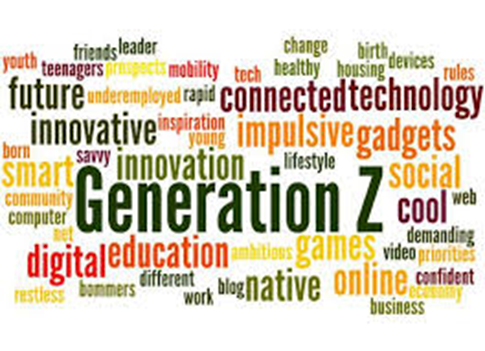 friends leader change birth devices
youth teenagers prospects mobility tech healthy housing rules
future underemployed rapid connected technology
innovative inspiration young impulsive gadgets
born smart savvy innovation lifestyle social
community computer Generation Z cool web
net demanding
digital education ambitions games video priorities
restless bommers different work blog native online confident economy
business